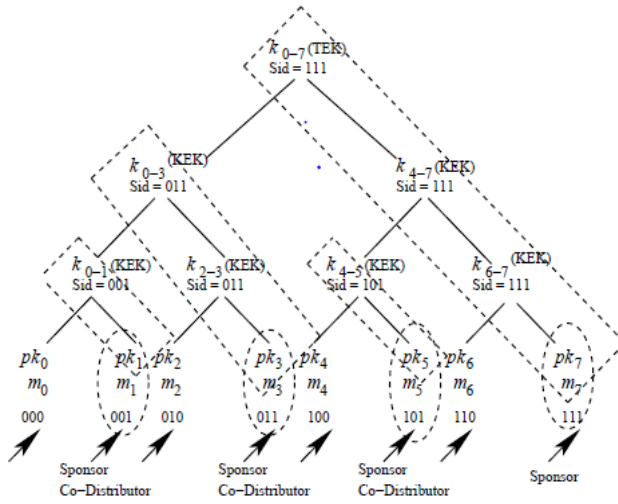 k0−7(TEK)
Sid = 111
k0−3(KEK)
Sid = 011
k4−7(KEK)
Sid = 111
k0−1(KEK)
Sid = 001
k2−3(KEK)
Sid = 011
k4−5(KEK)
Sid = 101
k6−7(KEK)
Sid = 111
pk0 pk1 pk2 pk3 pk4 pk5 pk6 pk7
m0 m1 m2 m3 m4 m5 m6 m7
000 001 010 011 100 101 110 111
Sponsor Sponsor Sponsor Sponsor
Co−Distributor Co−Distributor Co−Distributor